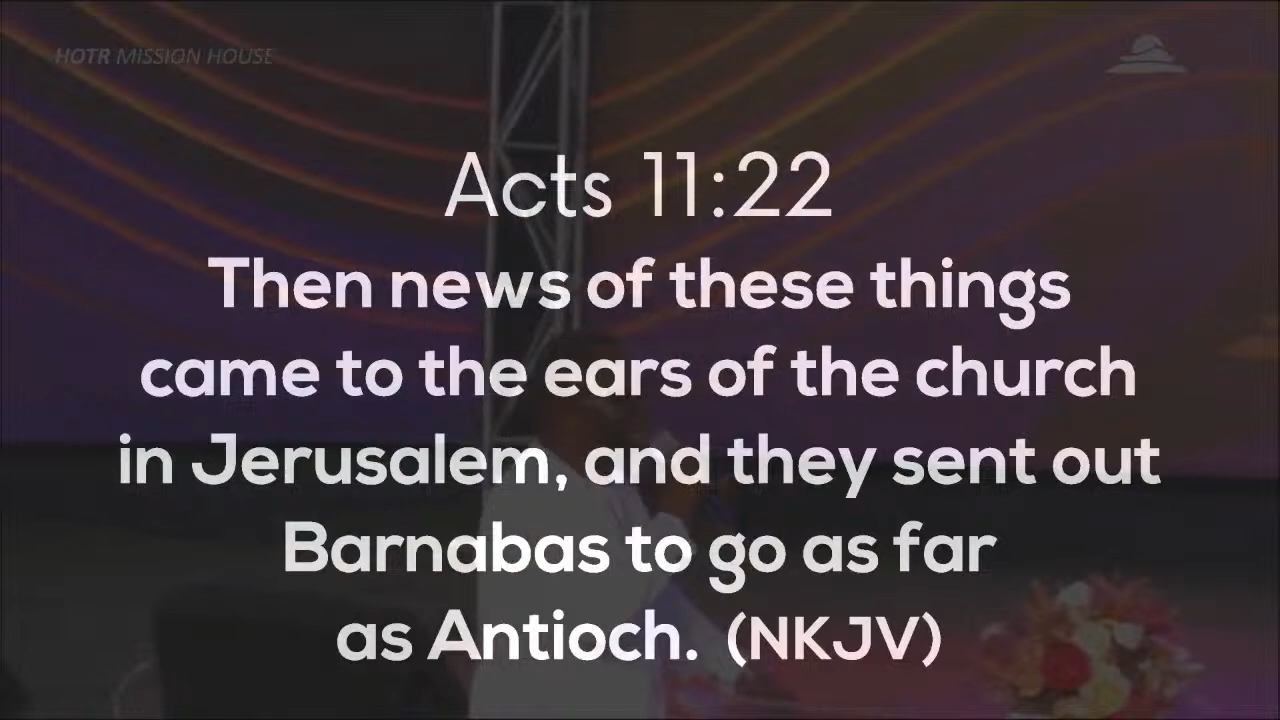 HOTR MISSION HOUSE
Acts 11:22
Then news of these things
came to the ears of the church
in Jerusalem, and they sent out
Barnabas to go as far
as Antioch. (NKJV)